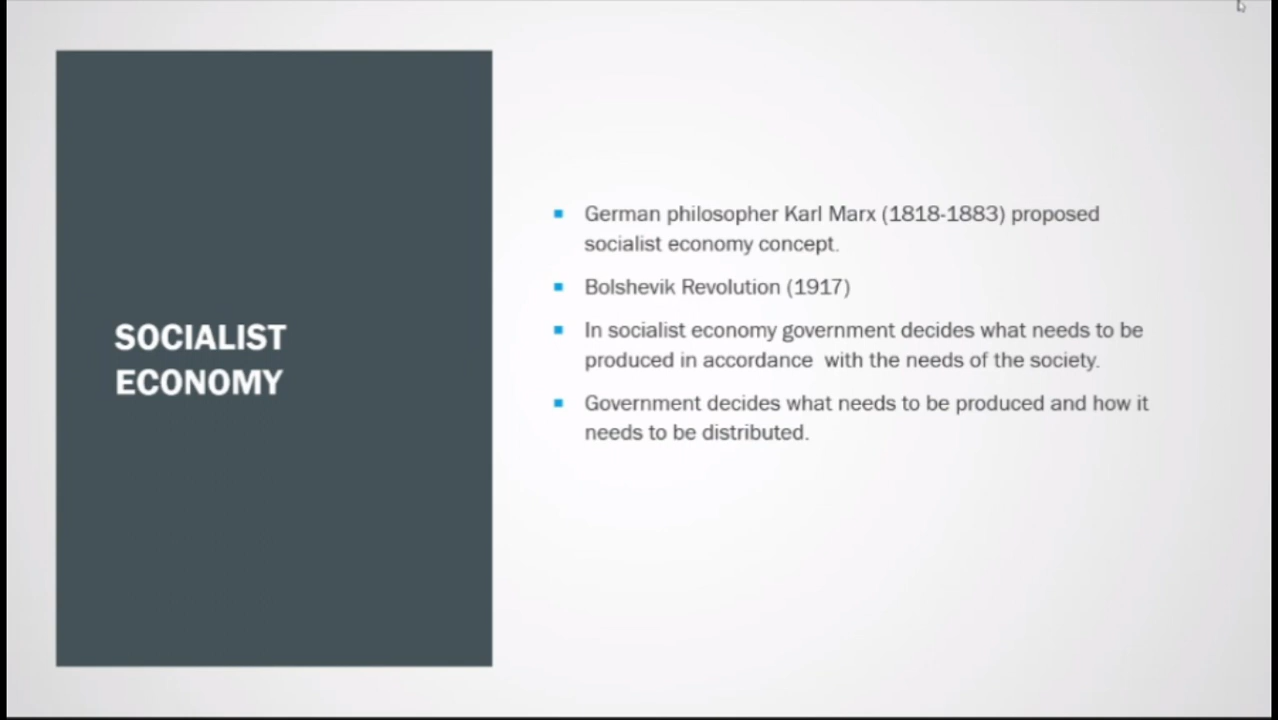 SOCIALIST
ECONOMY
German philosopher Karl Marx (1818-1883) proposed
socialist economy concept.
Bolshevik Revolution (1917)
In socialist economy government decides what needs to be
produced in accordance  with the needs of the society.
Government decides what needs to be produced and how it
needs to be distributed.